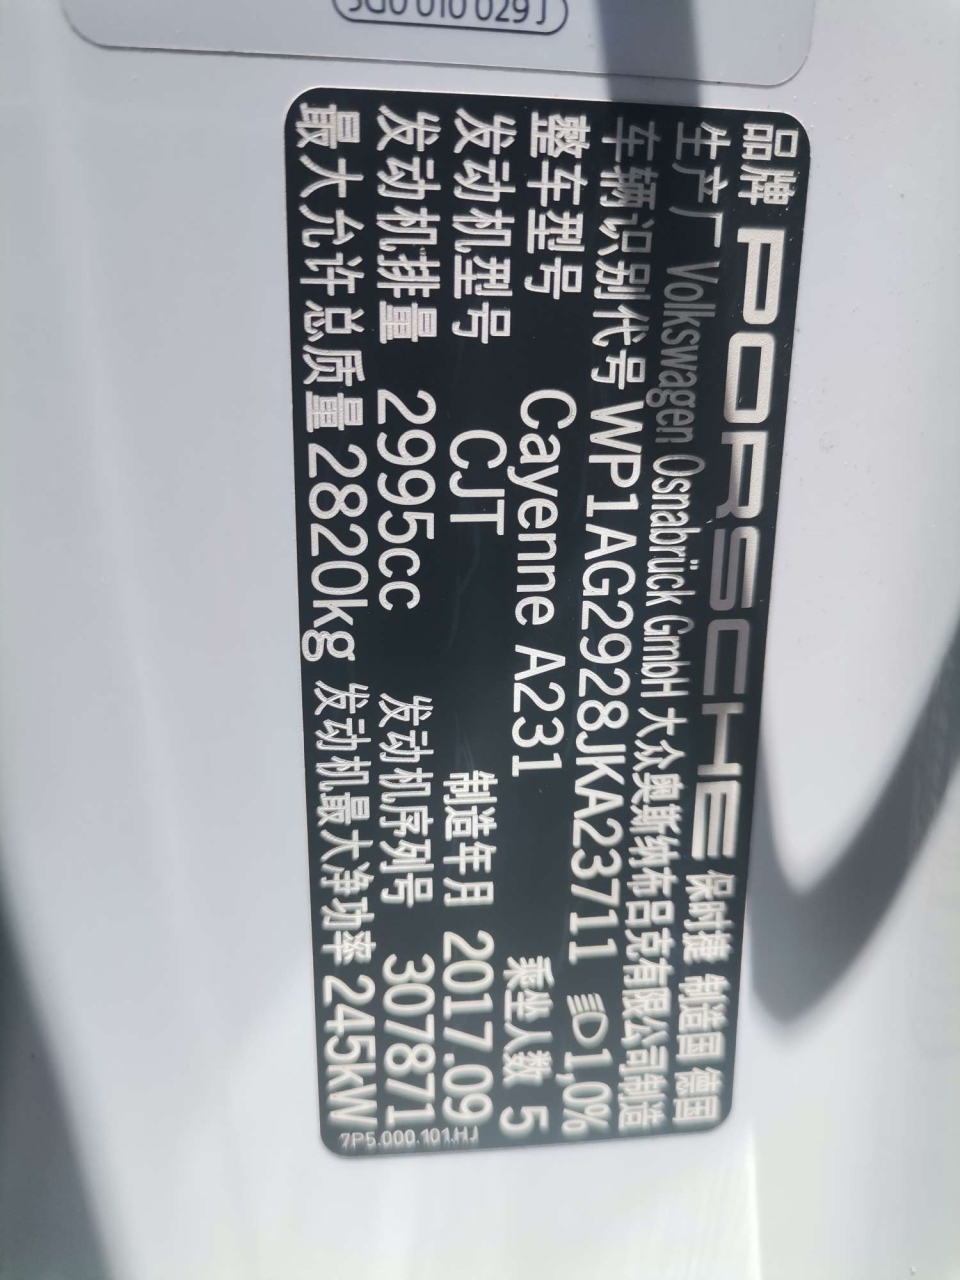 5G0 010 029 J
品牌 PORSCHE 保时捷 制造国 德国
生产厂 Volkswagen Osnabrück GmbH 大众奥斯纳布吕克有限公司制造
车辆识别代号 WP1AG2928JKA23711 1,0%
整车型号 Cayenne A231 乘坐人数 5
发动机型号 CJT 制造年月 2017.09
发动机排量 2995cc 发动机序列号 307871
最大允许总质量 2820kg 发动机最大净功率 245kW
7P5.000.101.HJ